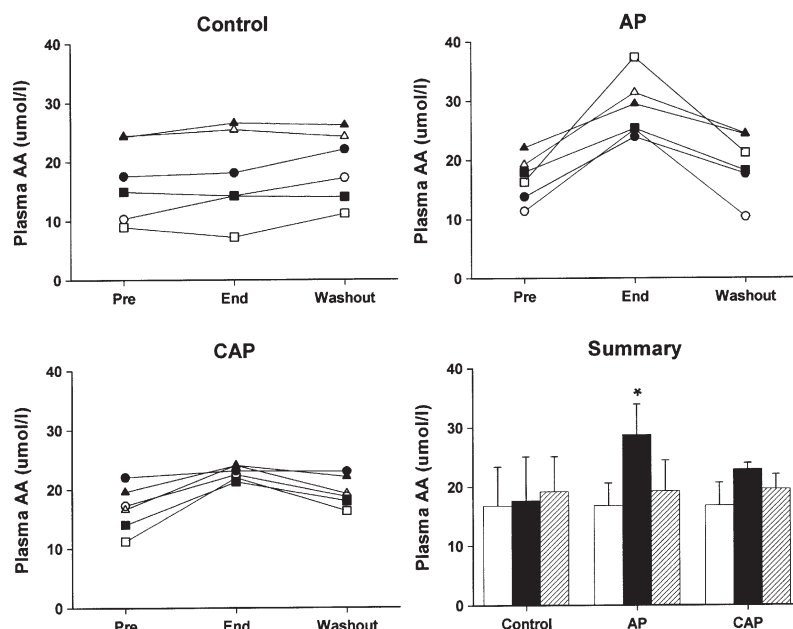 Control
Plasma AA (umol/l)
40
30
20
10
0
Pre End Washout
AP
Plasma AA (umol/l)
40
30
20
10
0
Pre End Washout
CAP
Plasma AA (umol/l)
40
30
20
10
0
Pre End Washout
Summary
Plasma AA (umol/l)
40
30
20
10
0
*
Control AP CAP